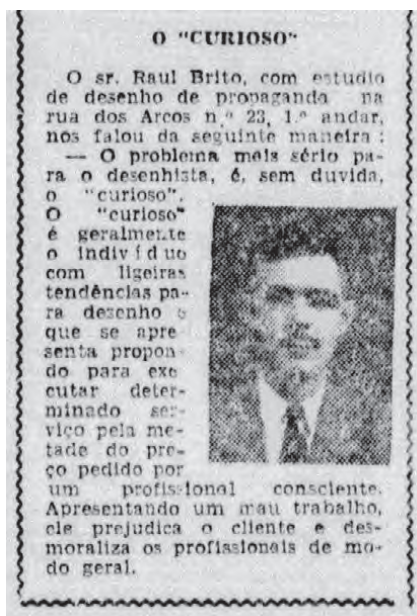 O "CURIOSO"
O sr. Raul Brito, com estudio
de desenho de propaganda na
rua dos Arcos n.º 23, 1.º andar,
nos falou da seguinte maneira :
— O problema mais sério pa-
ra o desenhista, é, sem duvida,
o "curioso".
O "curioso"
é geralmente
o indivíduo
com ligeiras
tendências pa-
ra desenho e
que se apre
senta propon-
do para exe
cutar deter-
minado ser-
viço pela me-
tade do pre-
ço pedido por
um profissional consciente.
Apresentando um mau trabalho,
ele prejudica o cliente e des-
moraliza os profissionais de mo-
do geral.